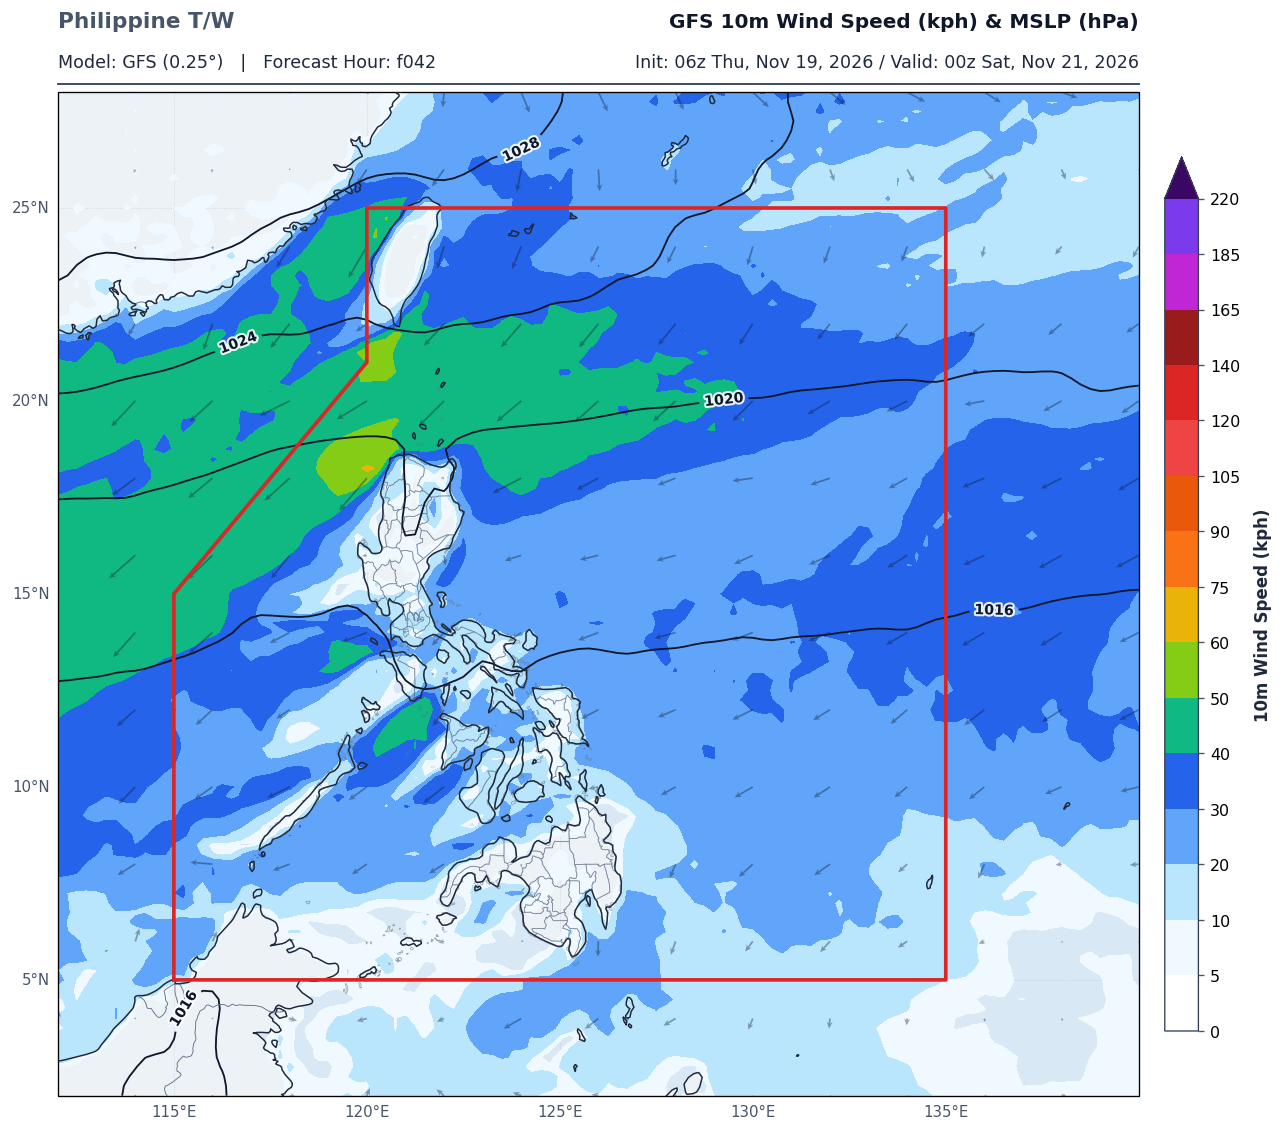 Philippine T/W
GFS 10m Wind Speed (kph) & MSLP (hPa)
Model: GFS (0.25°)   |   Forecast Hour: f042
Init: 06z Thu, Nov 19, 2026 / Valid: 00z Sat, Nov 21, 2026
1028
1024
1020
1016
1016
25°N
20°N
15°N
10°N
5°N
115°E
120°E
125°E
130°E
135°E
220
185
165
140
120
105
90
75
60
50
40
30
20
10
5
0
10m Wind Speed (kph)